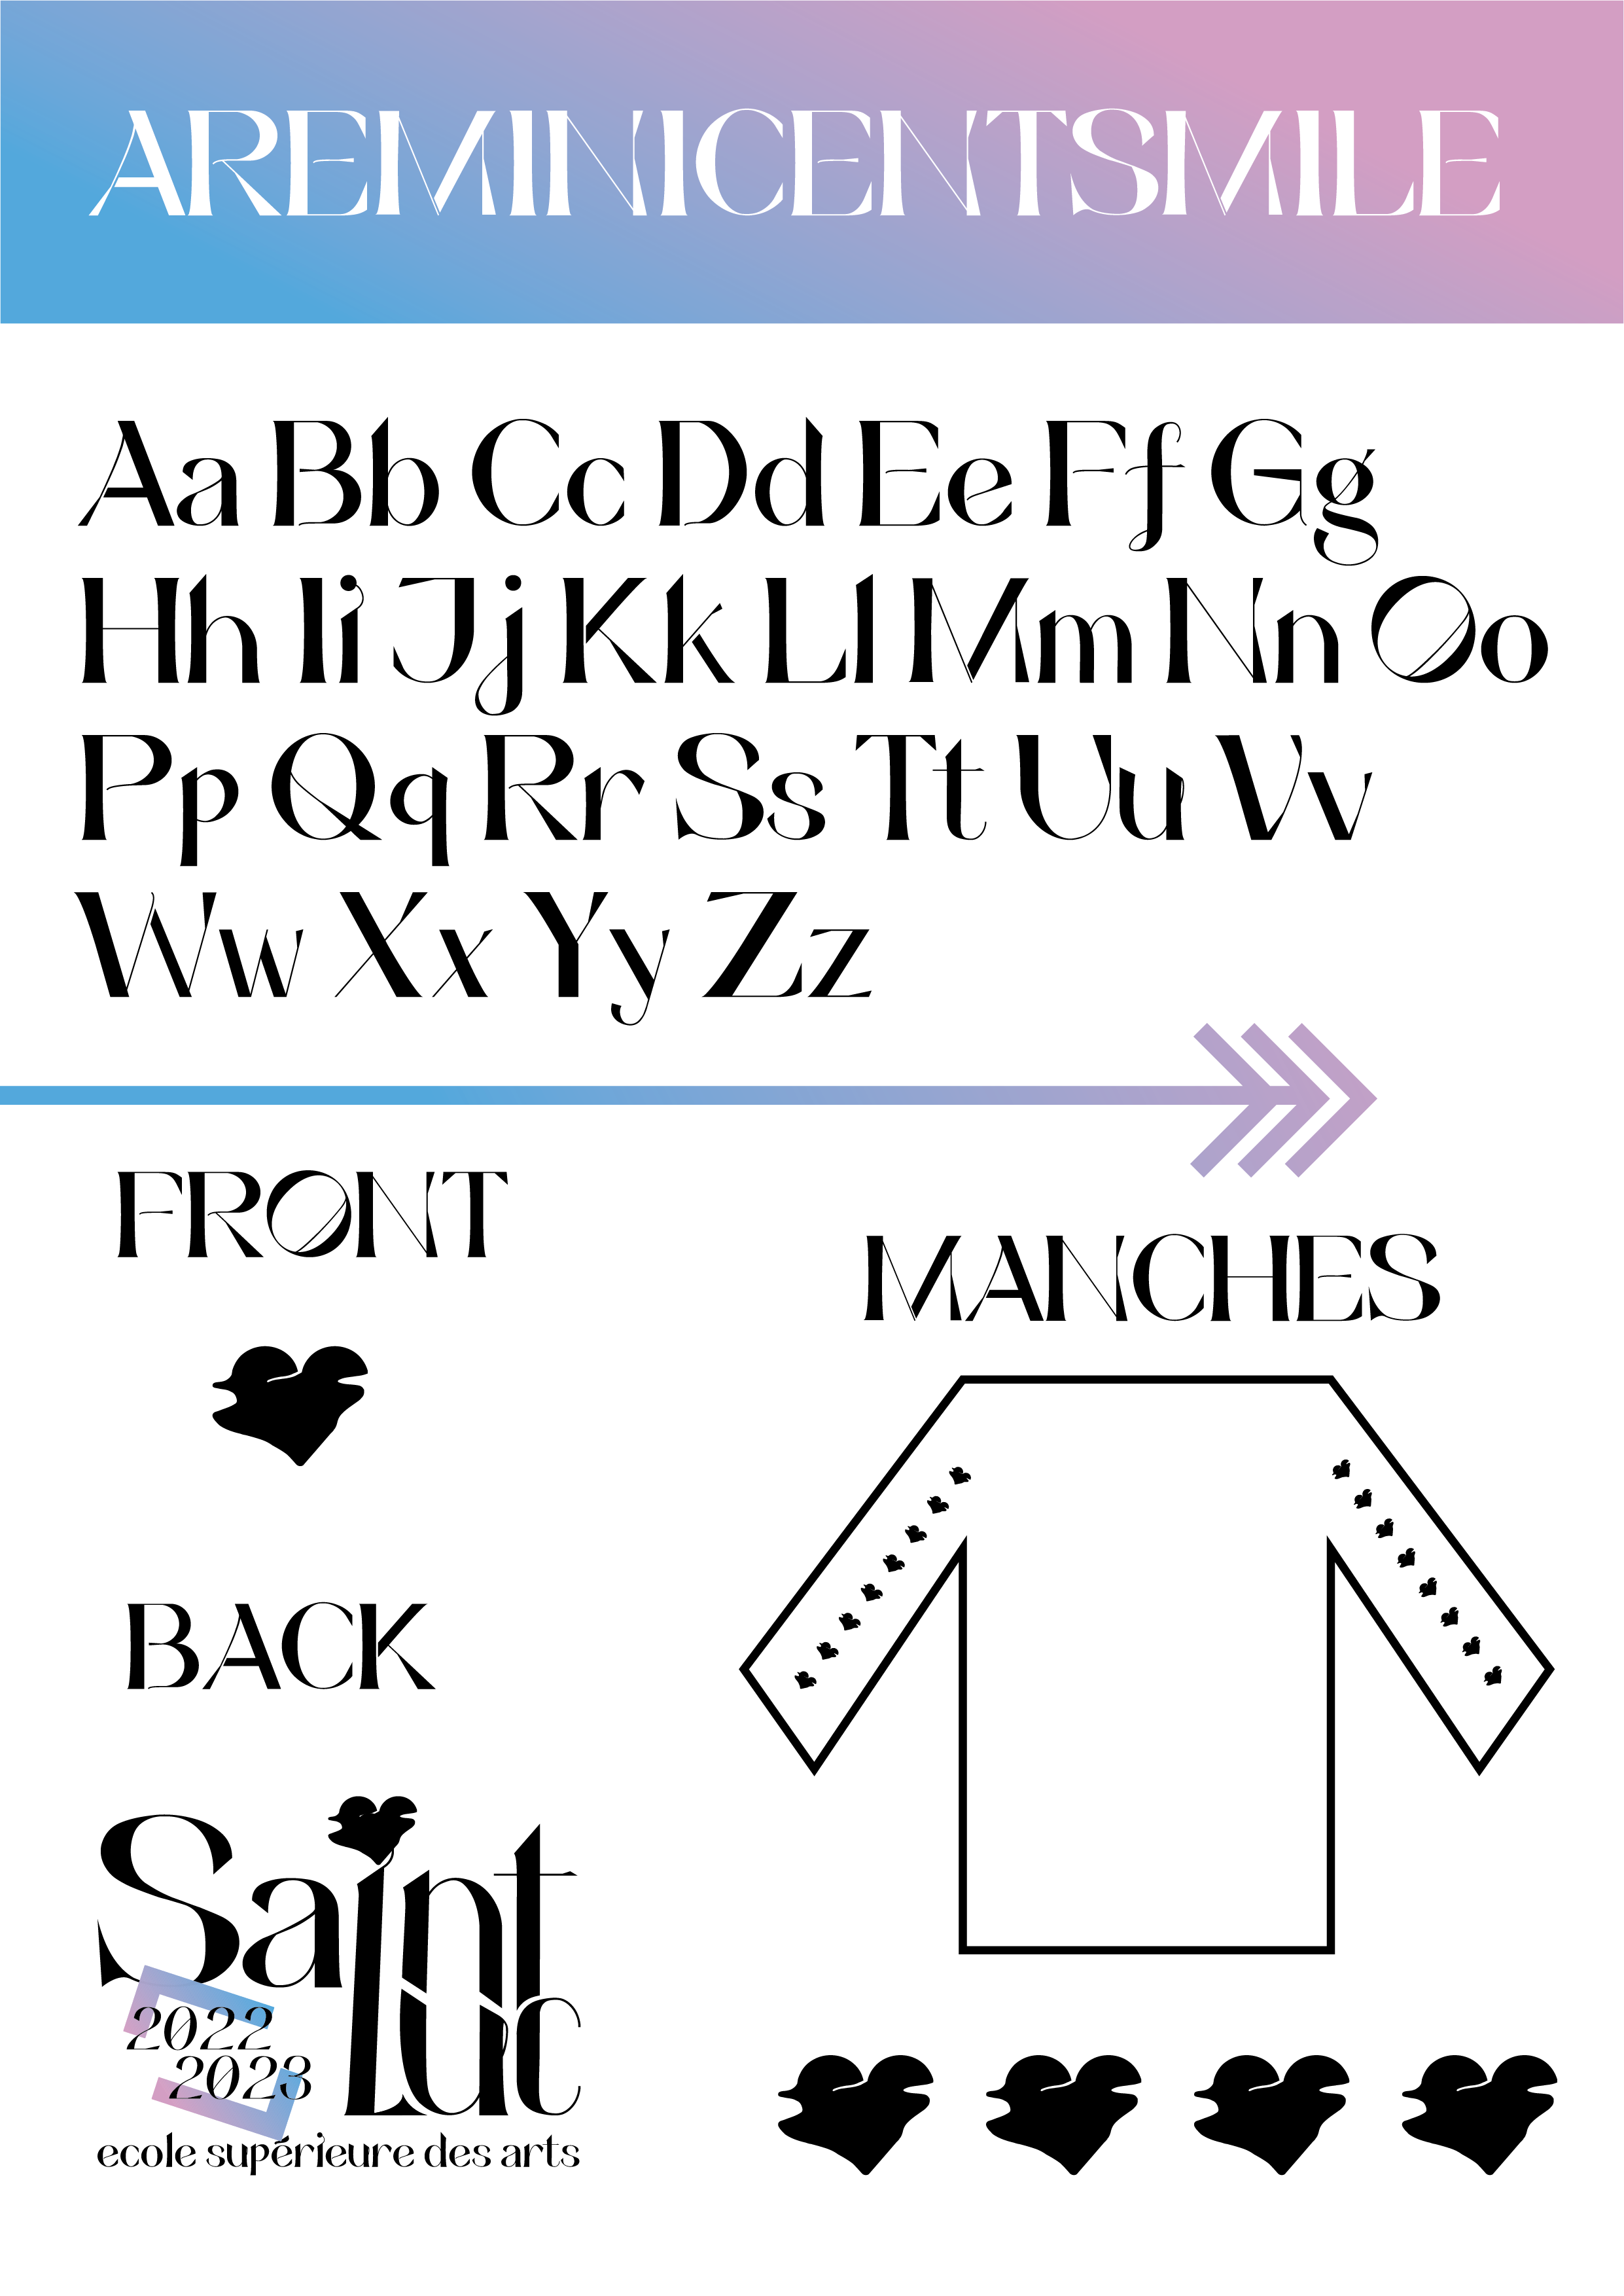 AREMINICENTSMILE
Aa Bb Cc Dd Ee Ff Gg
Hh Ii Jj Kk Ll Mm Nn Oo
Pp Qq Rr Ss Tt Uu Vv
Ww Xx Yy Zz
FRONT
MANCHES
BACK
Saint
Luc
2022
2023
ecole supérieure des arts